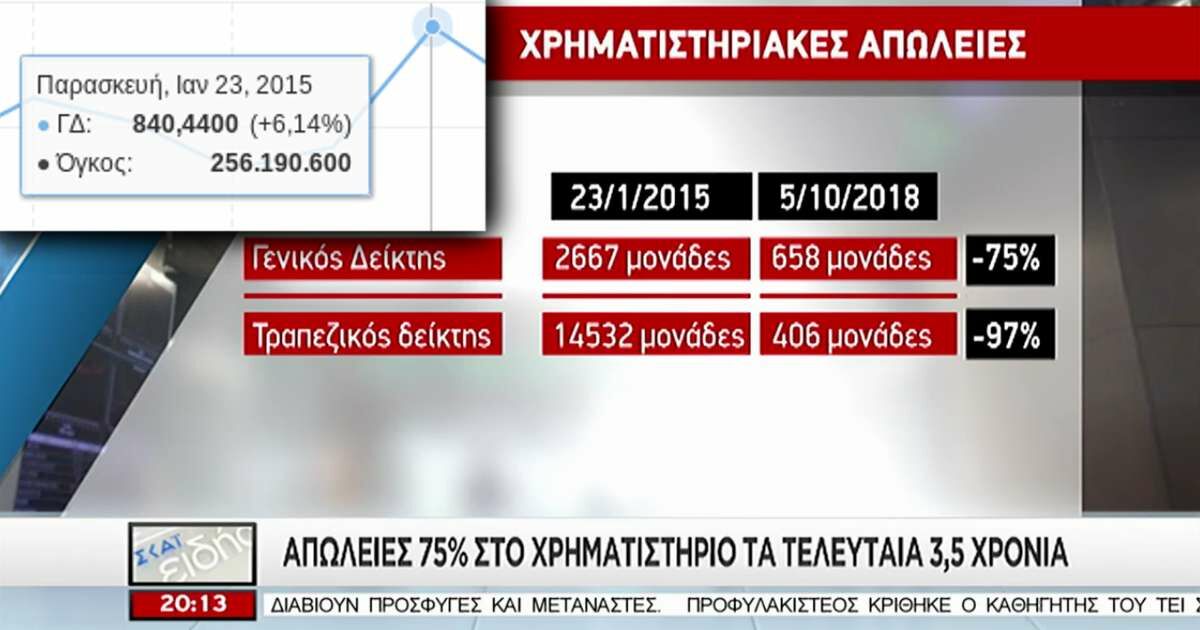 ΧΡΗΜΑΤΙΣΤΗΡΙΑΚΕΣ ΑΠΩΛΕΙΕΣ
Παρασκευή, Ιαν 23, 2015
ΓΔ: 840,4400 (+6,14%)
Όγκος: 256.190.600
23/1/2015 5/10/2018
Γενικός Δείκτης 2667 μονάδες 658 μονάδες -75%
Τραπεζικός δείκτης 14532 μονάδες 406 μονάδες -97%
ΣΚΑΪ
ειδήσ
ΑΠΩΛΕΙΕΣ 75% ΣΤΟ ΧΡΗΜΑΤΙΣΤΗΡΙΟ ΤΑ ΤΕΛΕΥΤΑΙΑ 3,5 ΧΡΟΝΙΑ
20:13 ΔΙΑΒΙΟΥΝ ΠΡΟΣΦΥΓΕΣ ΚΑΙ ΜΕΤΑΝΑΣΤΕΣ. ΠΡΟΦΥΛΑΚΙΣΤΕΟΣ ΚΡΙΘΗΚΕ Ο ΚΑΘΗΓΗΤΗΣ ΤΟΥ ΤΕΙ Σ